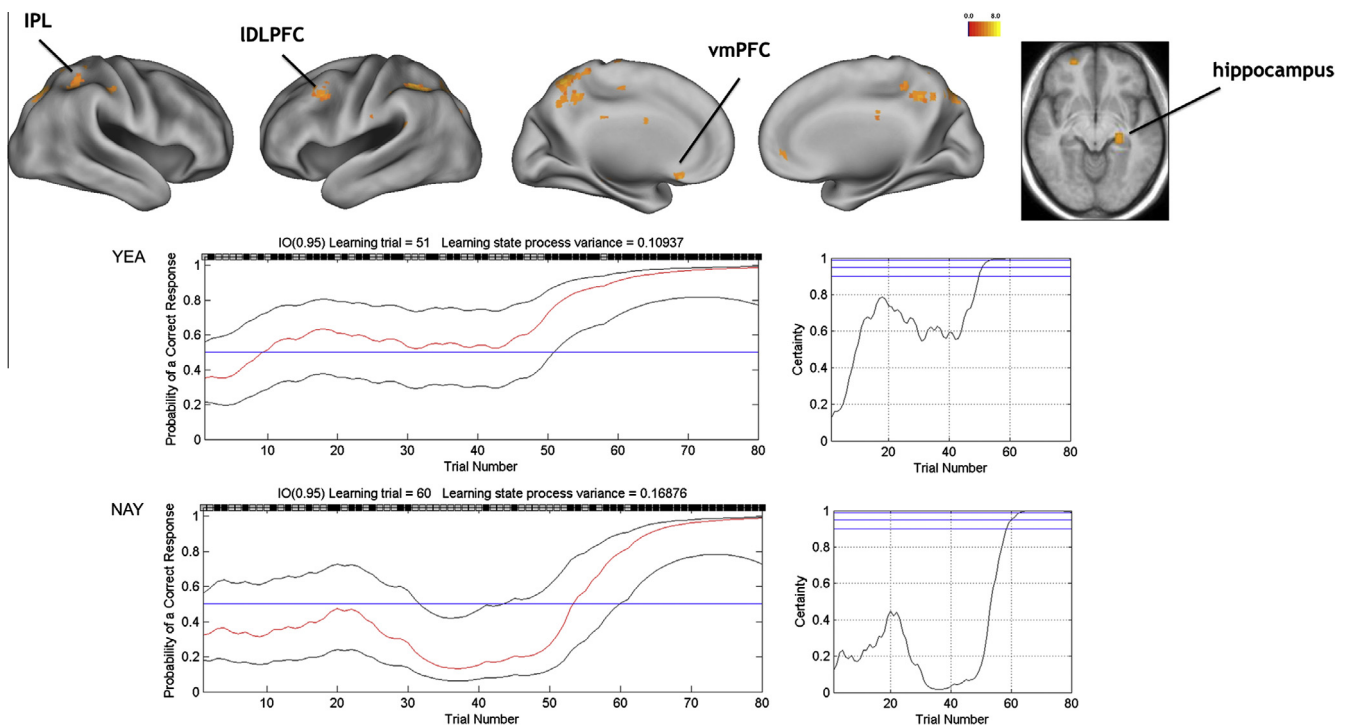 IPL
lDLPFC
vmPFC
0.0 8.0
hippocampus
YEA
IO(0.95) Learning trial = 51 Learning state process variance = 0.10937
Probability of a Correct Response
1
0.8
0.6
0.4
0.2
0
10 20 30 40 50 60 70 80
Trial Number
Certainty
1
0.8
0.6
0.4
0.2
0
20 40 60 80
Trial Number
NAY
IO(0.95) Learning trial = 60 Learning state process variance = 0.16876
Probability of a Correct Response
1
0.8
0.6
0.4
0.2
0
10 20 30 40 50 60 70 80
Trial Number
Certainty
1
0.8
0.6
0.4
0.2
0
20 40 60 80
Trial Number